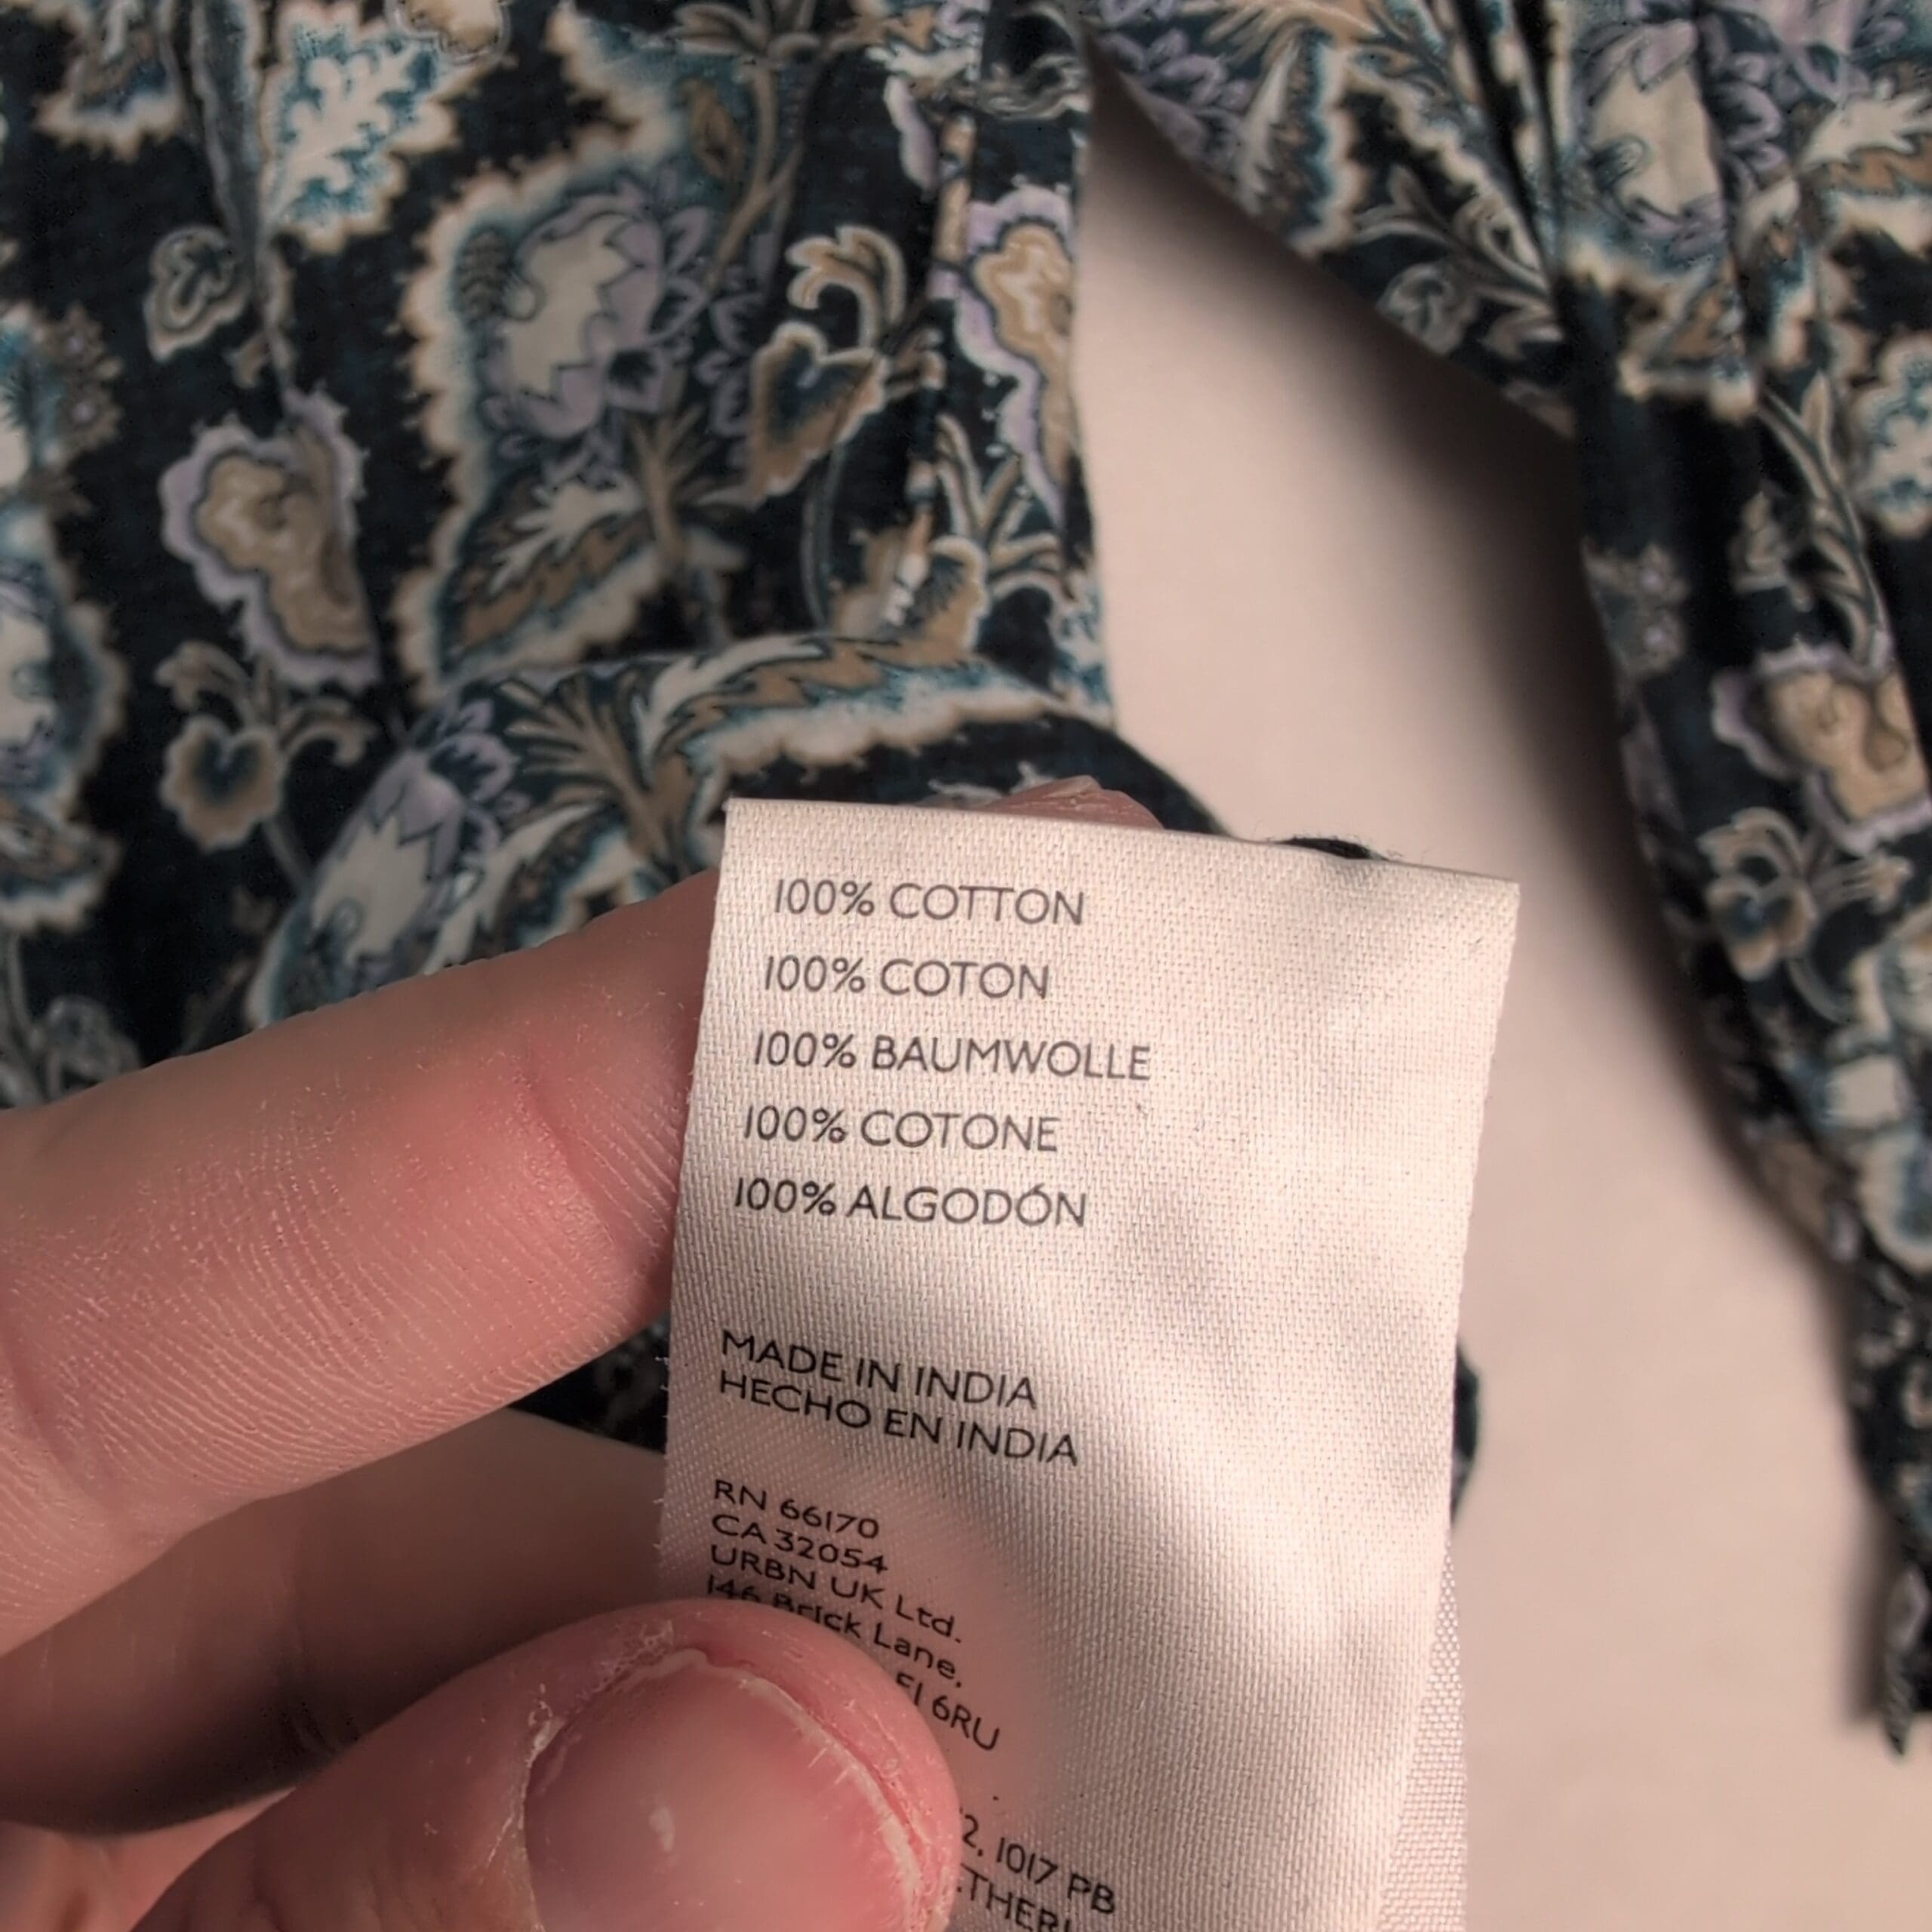 100% COTTON
100% COTON
100% BAUMWOLLE
100% COTONE
100% ALGODÓN
MADE IN INDIA
HECHO EN INDIA
RN 66170
CA 32054
URBN UK Ltd.
146 Brick Lane,
E1 6RU
2, 1017 PB